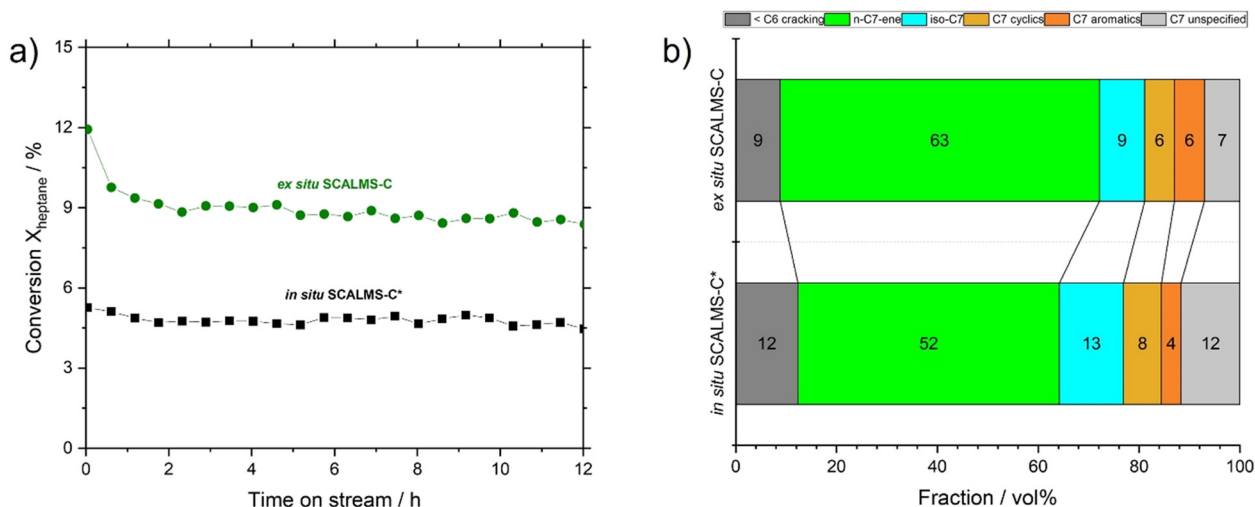 a)
15
12
9
6
3
0
Conversion Xheptane / %
ex situ SCALMS-C
in situ SCALMS-C*
0 2 4 6 8 10 12
Time on stream / h
b)
< C6 cracking n-C7-ene iso-C7 C7 cyclics C7 aromatics C7 unspecified
ex situ SCALMS-C
9 63 9 6 6 7
in situ SCALMS-C*
12 52 13 8 4 12
0 20 40 60 80 100
Fraction / vol%